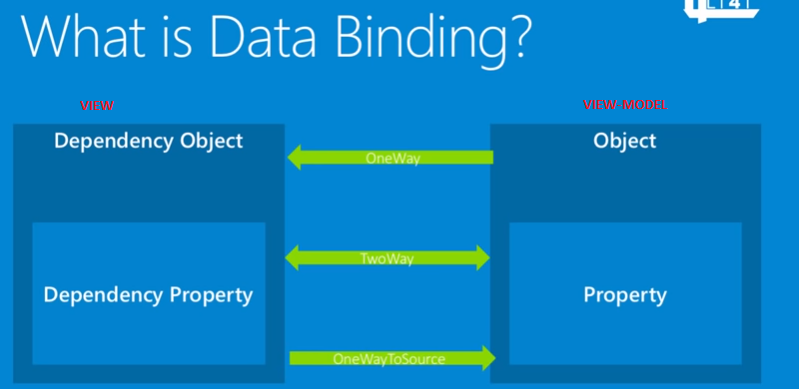 What is Data Binding?
VIEW
VIEW-MODEL
Dependency Object
Object
OneWay
TwoWay
Dependency Property
Property
OneWayToSource